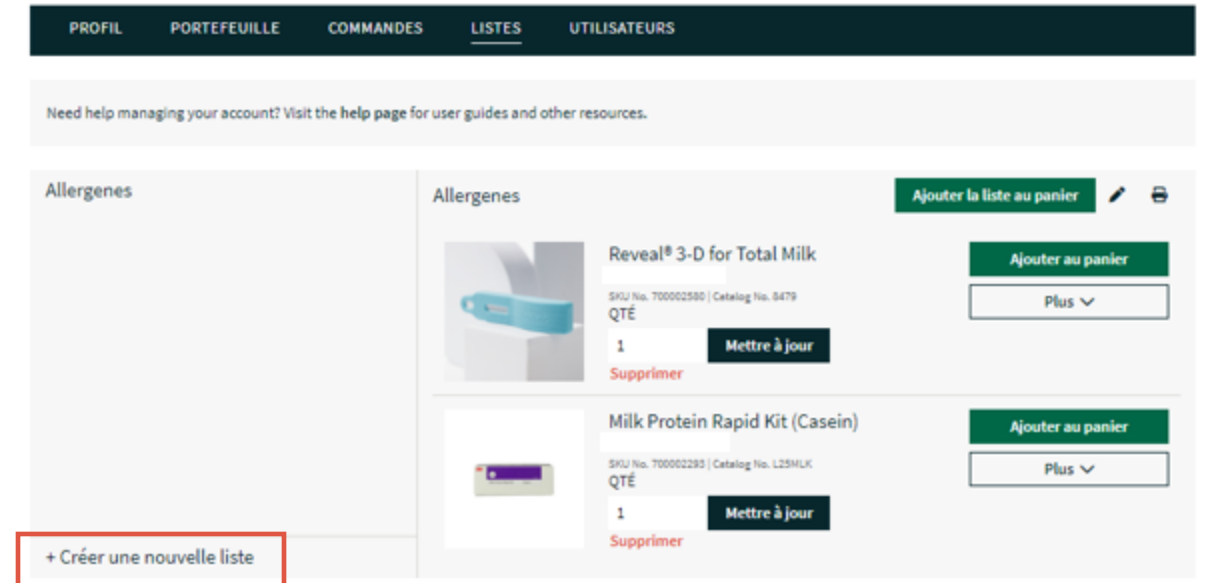 PROFIL PORTEFEUILLE COMMANDES LISTES UTILISATEURS
Need help managing your account? Visit the help page for user guides and other resources.
Allergenes
+ Créer une nouvelle liste
Allergenes
Ajouter la liste au panier
Reveal® 3-D for Total Milk
SKU No. 700002580 | Catalog No. 8479
QTÉ
1 Mettre à jour
Supprimer
Ajouter au panier
Plus
Milk Protein Rapid Kit (Casein)
SKU No. 700002293 | Catalog No. L25MLK
QTÉ
1 Mettre à jour
Supprimer
Ajouter au panier
Plus